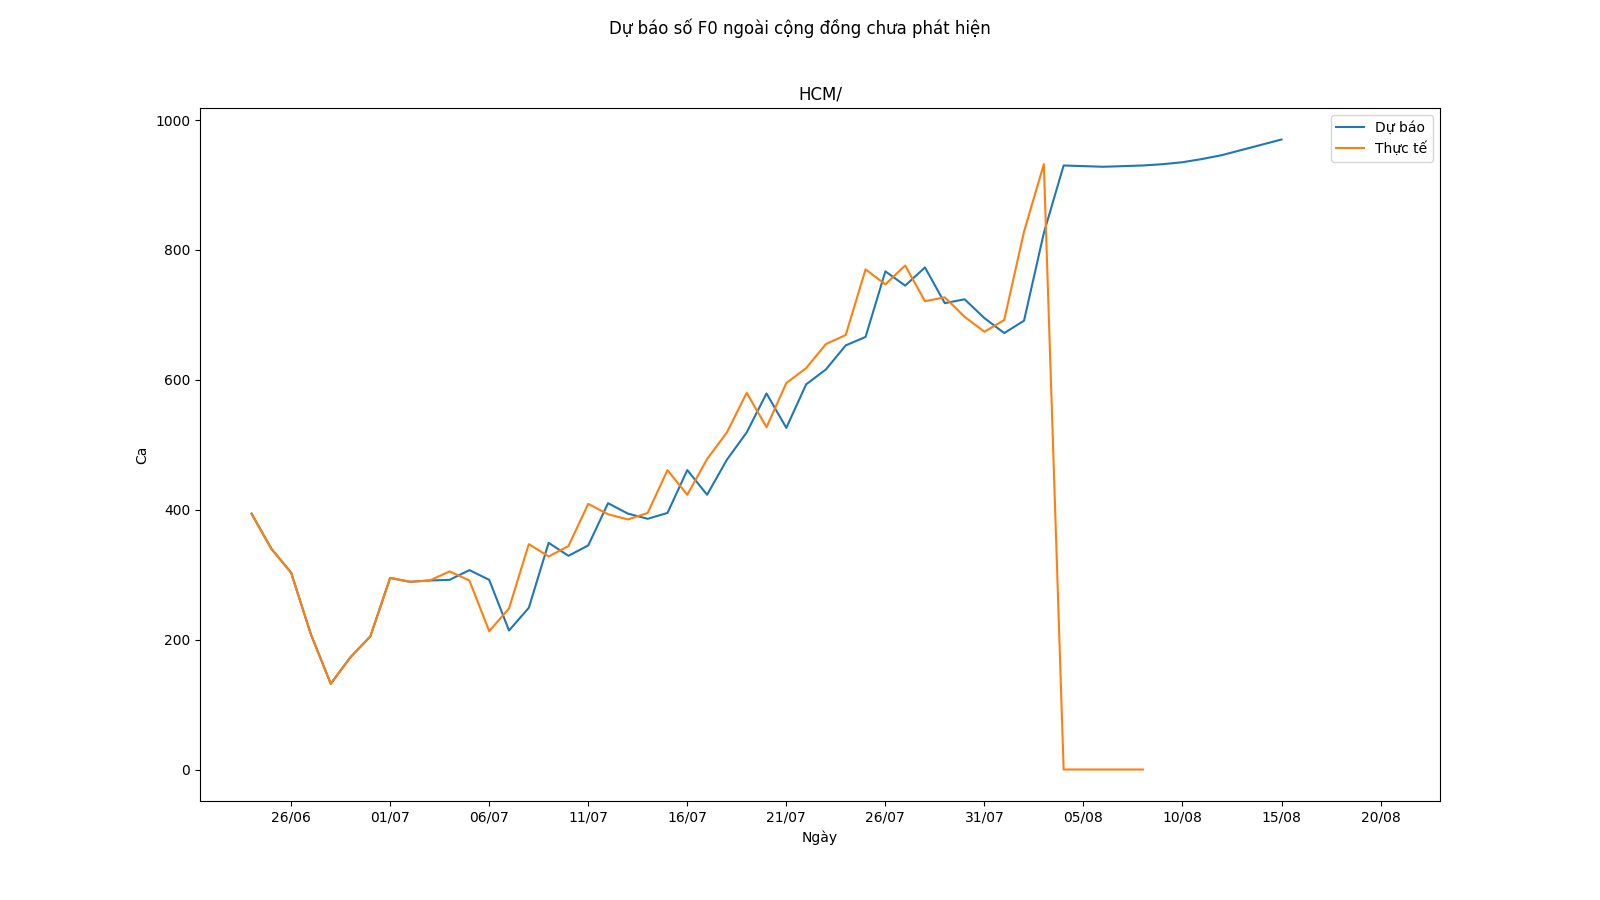 Dự báo số F0 ngoài cộng đồng chưa phát hiện
HCM/
Dự báo
Thực tế
1000
800
600
400
200
0
Ca
26/06 01/07 06/07 11/07 16/07 21/07 26/07 31/07 05/08 10/08 15/08 20/08
Ngày